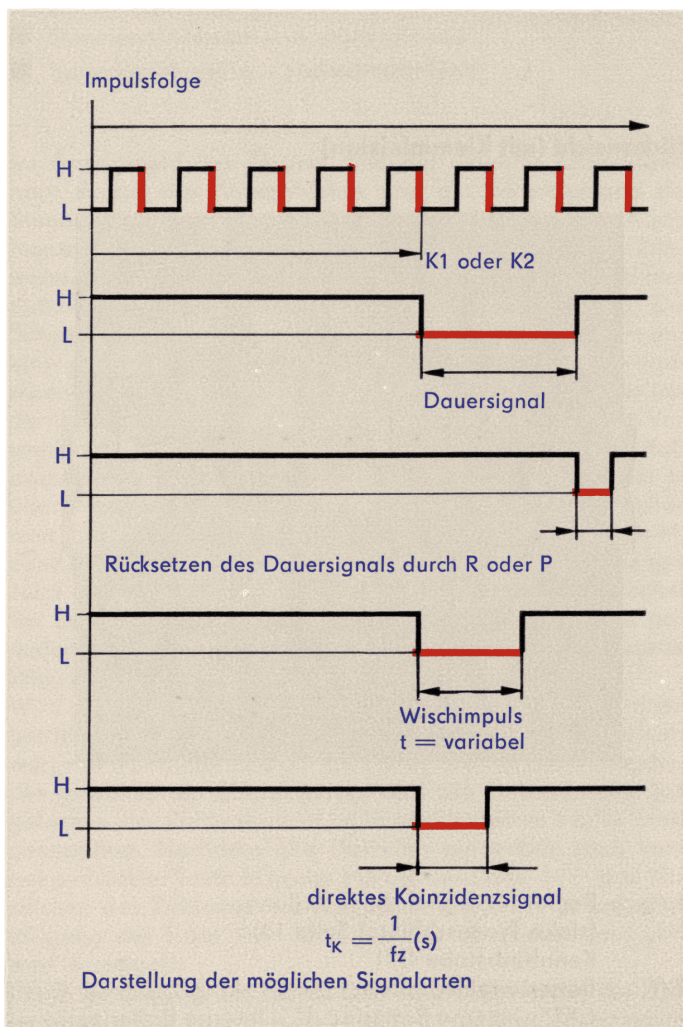 Impulsfolge
H
L
K1 oder K2
H
L
Dauersignal
H
L
Rücksetzen des Dauersignals durch R oder P
H
L
Wischimpuls
t = variabel
H
L
direktes Koinzidenzsignal
tK = 1/fz (s)
Darstellung der möglichen Signalarten